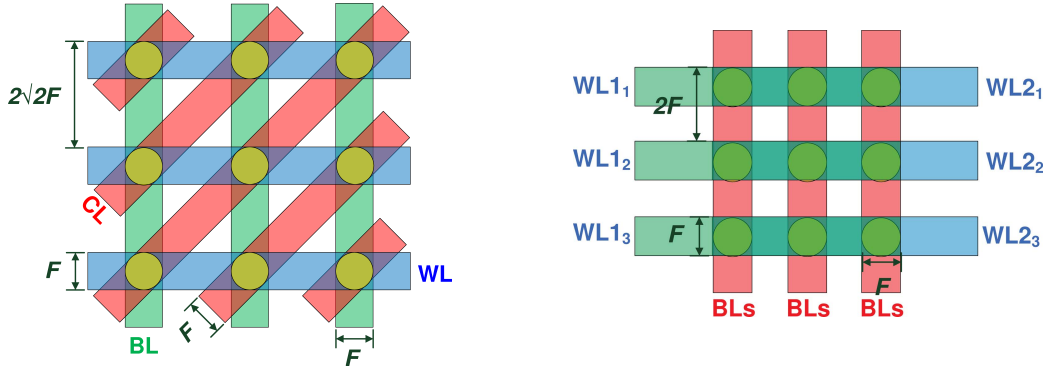 2√2F
CL
F
WL
F
BL
F
WL1₁
WL2₁
2F
WL1₂
WL2₂
WL1₃
F
WL2₃
F
BLs BLs BLs